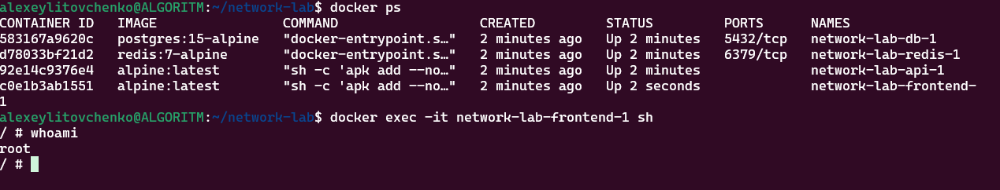 alexeylitovchenko@ALGORITM:~/network-lab$ docker ps
CONTAINER ID   IMAGE                COMMAND                  CREATED         STATUS         PORTS      NAMES
583167a9620c   postgres:15-alpine   "docker-entrypoint.s…"   2 minutes ago   Up 2 minutes   5432/tcp   network-lab-db-1
d78033bf21d2   redis:7-alpine       "docker-entrypoint.s…"   2 minutes ago   Up 2 minutes   6379/tcp   network-lab-redis-1
92e14c9376e4   alpine:latest        "sh -c 'apk add --no…"   2 minutes ago   Up 2 minutes              network-lab-api-1
c0e1b3ab1551   alpine:latest        "sh -c 'apk add --no…"   2 minutes ago   Up 2 seconds              network-lab-frontend-
1
alexeylitovchenko@ALGORITM:~/network-lab$ docker exec -it network-lab-frontend-1 sh
/ # whoami
root
/ #